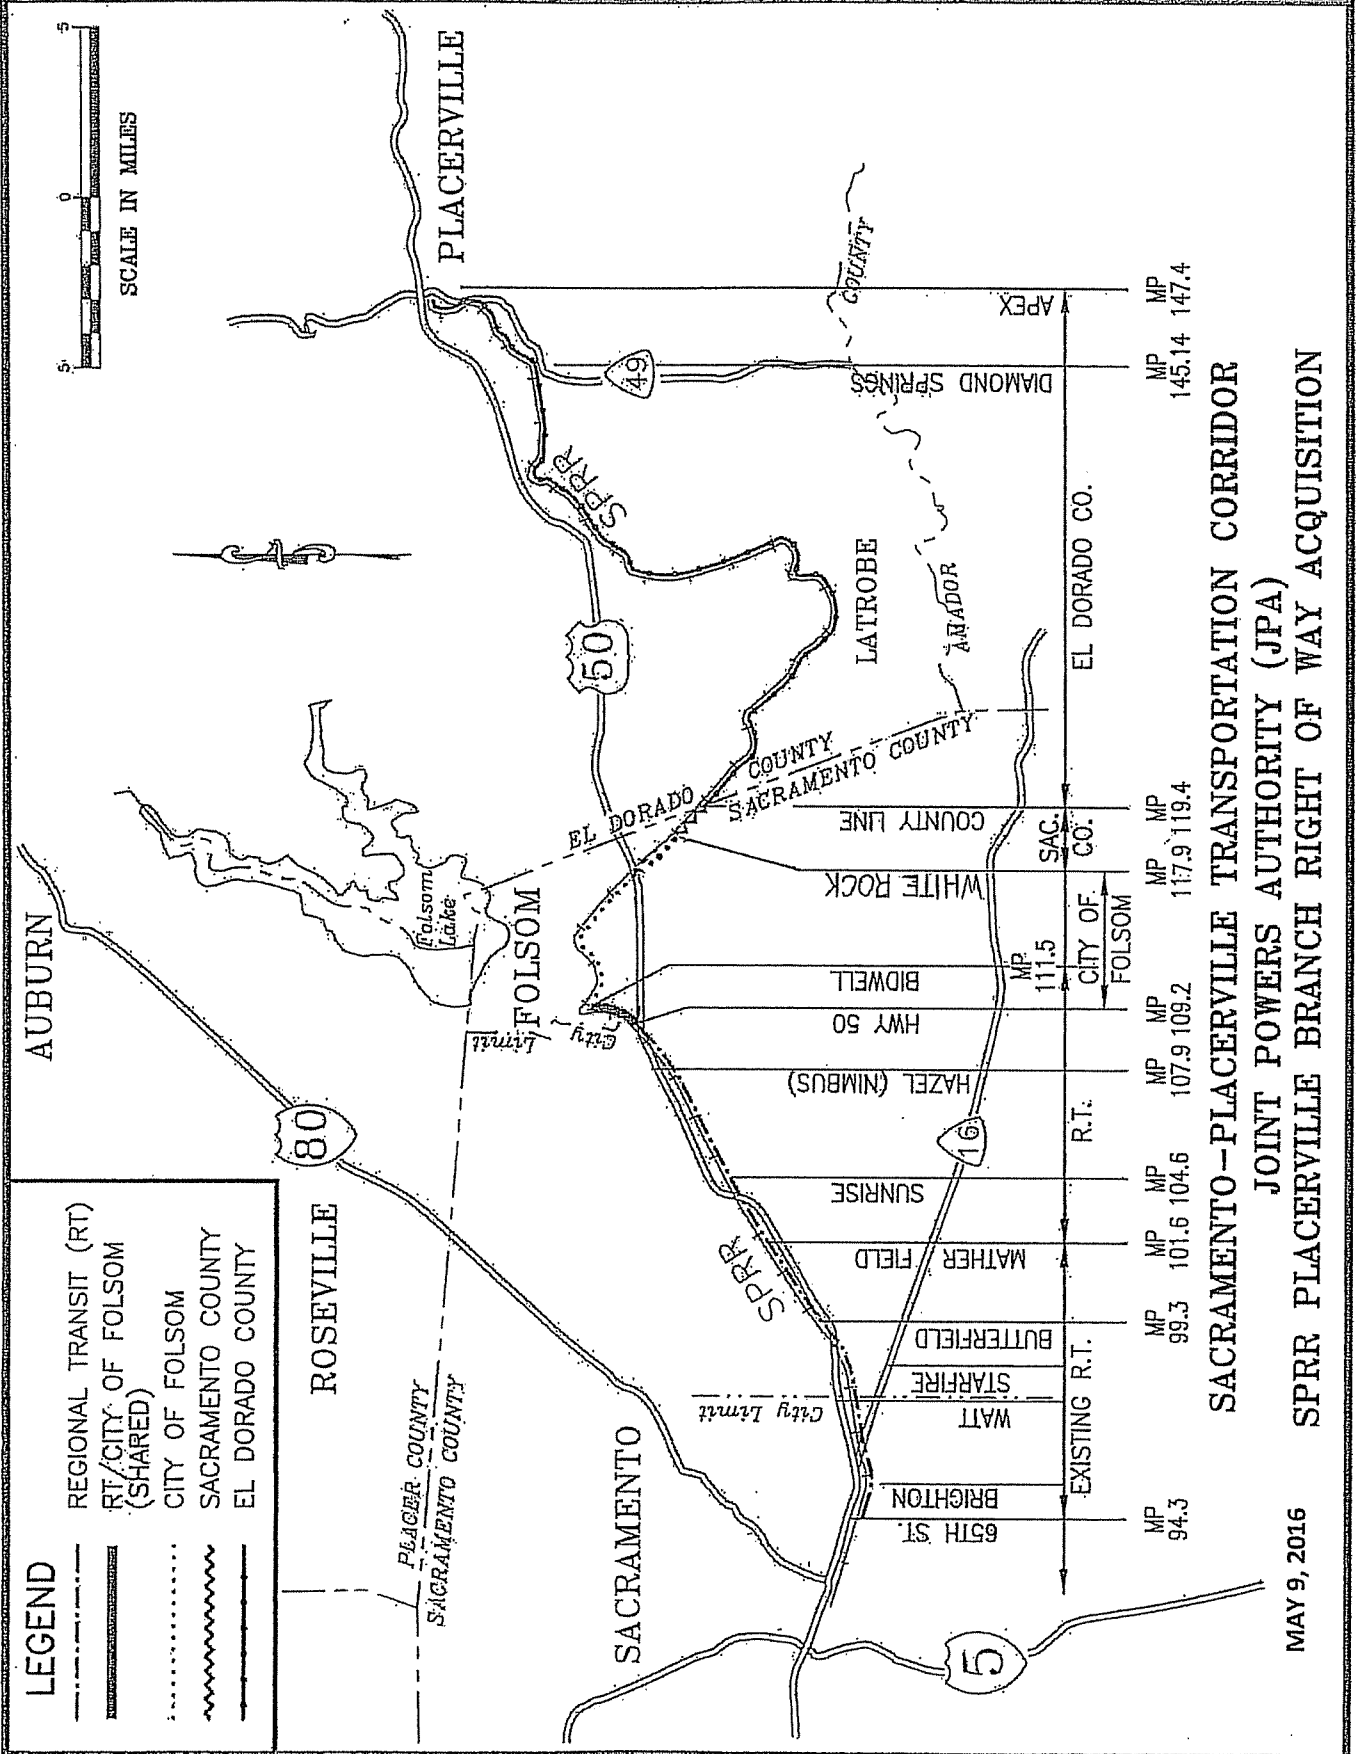 LEGEND
REGIONAL TRANSIT (RT)
RT/CITY OF FOLSOM
(SHARED)
CITY OF FOLSOM
SACRAMENTO COUNTY
EL DORADO COUNTY
AUBURN
5
0
5
SCALE IN MILES
ROSEVILLE
80
PLACER COUNTY
SACRAMENTO COUNTY
Folsom
Lake
FOLSOM
City
Limit
PLACERVILLE
50
SPRR
49
EL DORADO COUNTY
SACRAMENTO COUNTY
LATROBE
AMADOR
COUNTY
SACRAMENTO
City Limit
SPRR
16
5
65TH ST.
BRIGHTON
WATT
STARFIRE
BUTTERFIELD
MATHER FIELD
SUNRISE
HAZEL (NIMBUS)
HWY 50
BIDWELL
WHITE ROCK
COUNTY LINE
DIAMOND SPRINGS
APEX
EXISTING R.T.
R.T.
MP
111.5
CITY OF
FOLSOM
SAC.
CO.
EL DORADO CO.
MP
94.3
MP
99.3
MP
101.6
MP
104.6
MP
107.9
MP
109.2
MP
117.9
MP
119.4
MP
145.14
MP
147.4
SACRAMENTO-PLACERVILLE TRANSPORTATION CORRIDOR
JOINT POWERS AUTHORITY (JPA)
SPRR PLACERVILLE BRANCH RIGHT OF WAY ACQUISITION
MAY 9, 2016